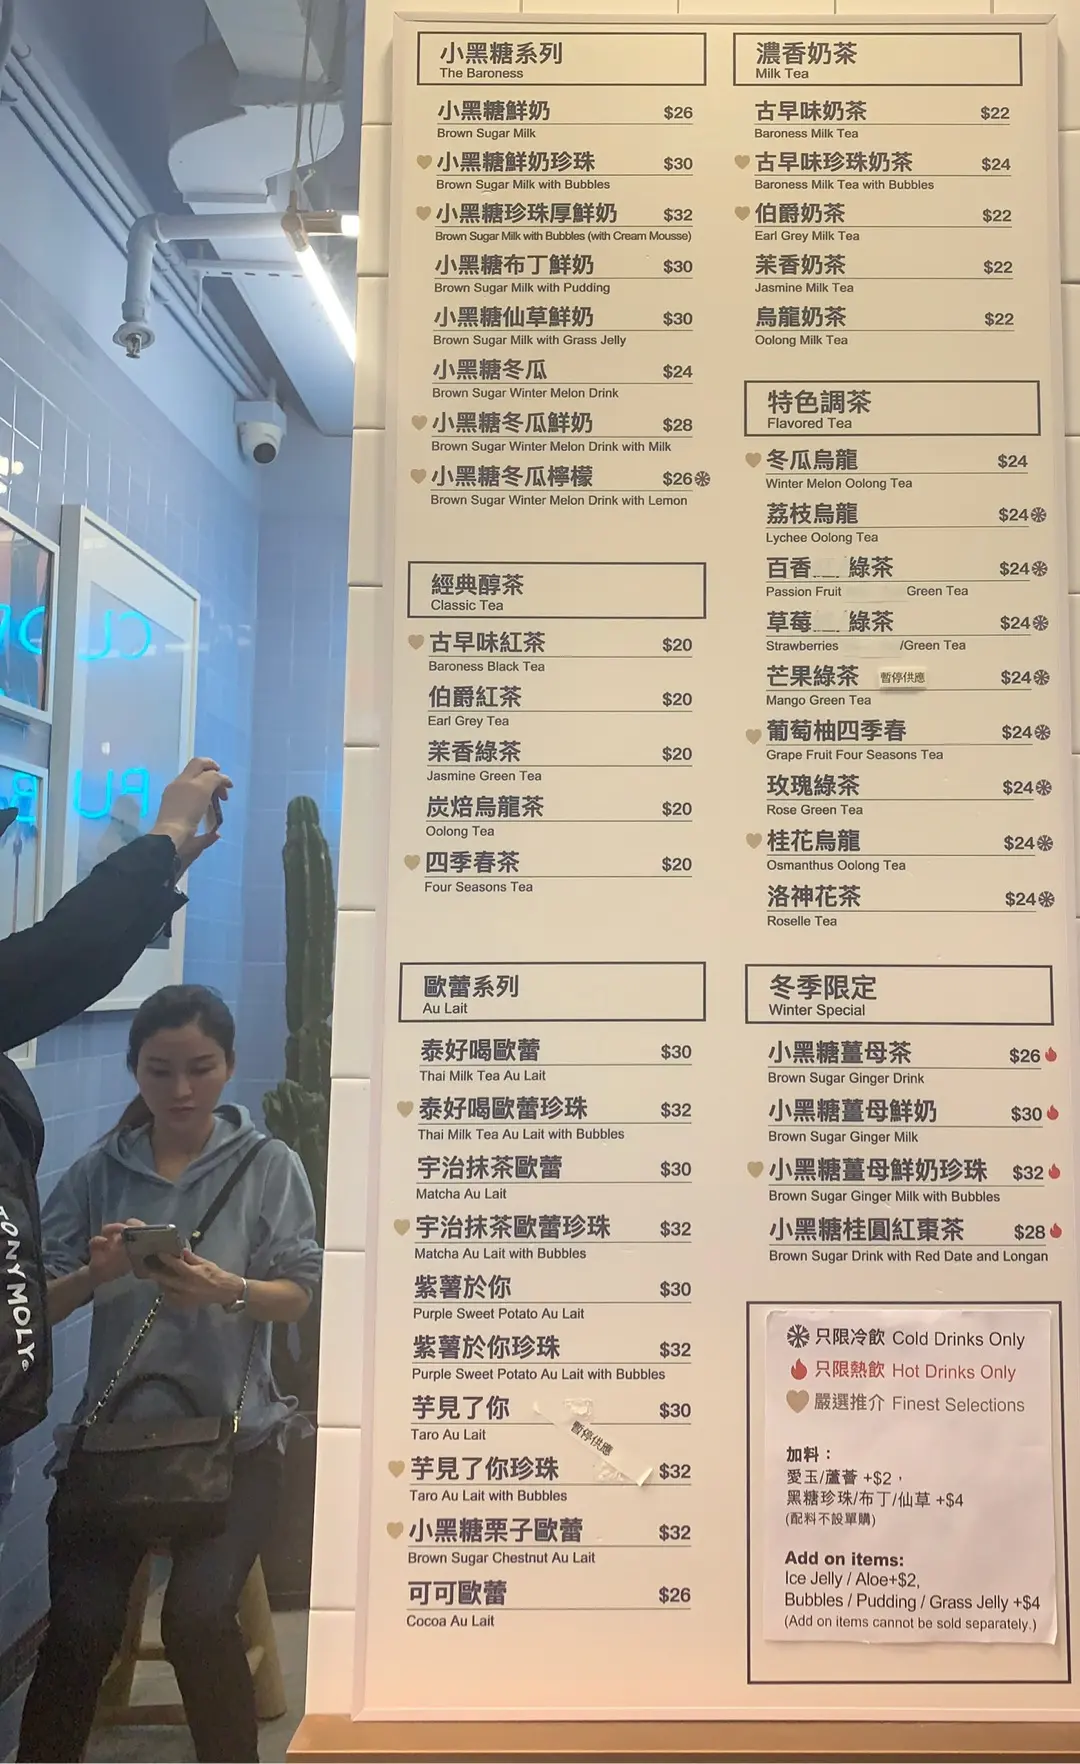 小黑糖系列
The Baroness
小黑糖鮮奶 $26
Brown Sugar Milk
小黑糖鮮奶珍珠 $30
Brown Sugar Milk with Bubbles
小黑糖珍珠厚鮮奶 $32
Brown Sugar Milk with Bubbles (with Cream Mousse)
小黑糖布丁鮮奶 $30
Brown Sugar Milk with Pudding
小黑糖仙草鮮奶 $30
Brown Sugar Milk with Grass Jelly
小黑糖冬瓜 $24
Brown Sugar Winter Melon Drink
小黑糖冬瓜鮮奶 $28
Brown Sugar Winter Melon Drink with Milk
小黑糖冬瓜檸檬 $26
Brown Sugar Winter Melon Drink with Lemon
經典醇茶
Classic Tea
古早味紅茶 $20
Baroness Black Tea
伯爵紅茶 $20
Earl Grey Tea
茉香綠茶 $20
Jasmine Green Tea
炭焙烏龍茶 $20
Oolong Tea
四季春茶 $20
Four Seasons Tea
歐蕾系列
Au Lait
泰好喝歐蕾 $30
Thai Milk Tea Au Lait
泰好喝歐蕾珍珠 $32
Thai Milk Tea Au Lait with Bubbles
宇治抹茶歐蕾 $30
Matcha Au Lait
宇治抹茶歐蕾珍珠 $32
Matcha Au Lait with Bubbles
紫薯於你 $30
Purple Sweet Potato Au Lait
紫薯於你珍珠 $32
Purple Sweet Potato Au Lait with Bubbles
芋見了你 $30
Taro Au Lait
暫停供應
芋見了你珍珠 $32
Taro Au Lait with Bubbles
小黑糖栗子歐蕾 $32
Brown Sugar Chestnut Au Lait
可可歐蕾 $26
Cocoa Au Lait
濃香奶茶
Milk Tea
古早味奶茶 $22
Baroness Milk Tea
古早味珍珠奶茶 $24
Baroness Milk Tea with Bubbles
伯爵奶茶 $22
Earl Grey Milk Tea
茉香奶茶 $22
Jasmine Milk Tea
烏龍奶茶 $22
Oolong Milk Tea
特色調茶
Flavored Tea
冬瓜烏龍 $24
Winter Melon Oolong Tea
荔枝烏龍 $24
Lychee Oolong Tea
百香 綠茶 $24
Passion Fruit Green Tea
草莓 綠茶 $24
Strawberries /Green Tea
芒果綠茶 暫停供應 $24
Mango Green Tea
葡萄柚四季春 $24
Grape Fruit Four Seasons Tea
玫瑰綠茶 $24
Rose Green Tea
桂花烏龍 $24
Osmanthus Oolong Tea
洛神花茶 $24
Roselle Tea
冬季限定
Winter Special
小黑糖薑母茶 $26
Brown Sugar Ginger Drink
小黑糖薑母鮮奶 $30
Brown Sugar Ginger Milk
小黑糖薑母鮮奶珍珠 $32
Brown Sugar Ginger Milk with Bubbles
小黑糖桂圓紅棗茶 $28
Brown Sugar Drink with Red Date and Longan
只限冷飲 Cold Drinks Only
只限熱飲 Hot Drinks Only
嚴選推介 Finest Selections
加料：
愛玉/蘆薈 +$2，
黑糖珍珠/布丁/仙草 +$4
(配料不設單購)
Add on items:
Ice Jelly / Aloe+$2,
Bubbles / Pudding / Grass Jelly +$4
(Add on items cannot be sold separately.)
TONYMOLY